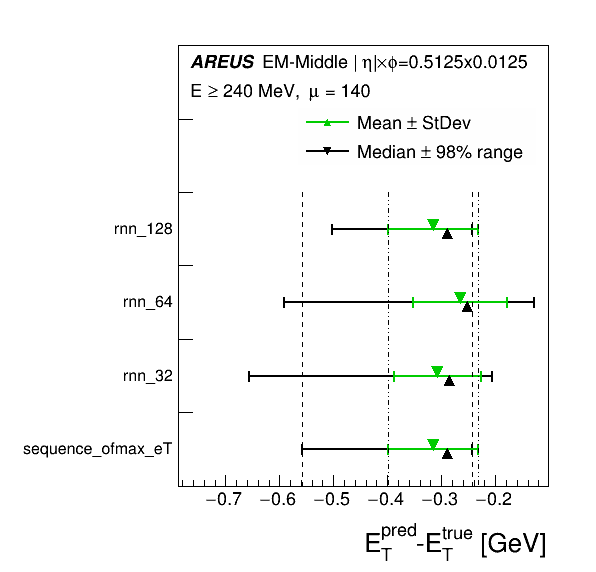 AREUS EM-Middle | η|×φ=0.5125x0.0125
E ≥ 240 MeV, μ = 140
Mean ± StDev
Median ± 98% range
rnn_128
rnn_64
rnn_32
sequence_ofmax_eT
−0.7 −0.6 −0.5 −0.4 −0.3 −0.2
E_T^pred-E_T^true [GeV]